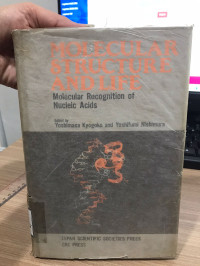 MOLECULAR
STRUCTURE
AND LIFE
Molecular Recognition of
Nucleic Acids
Edited by
Yoshimasa Kyogoku and Yoshifumi Nishimura
JAPAN SCIENTIFIC SOCIETIES PRESS
CRC PRESS